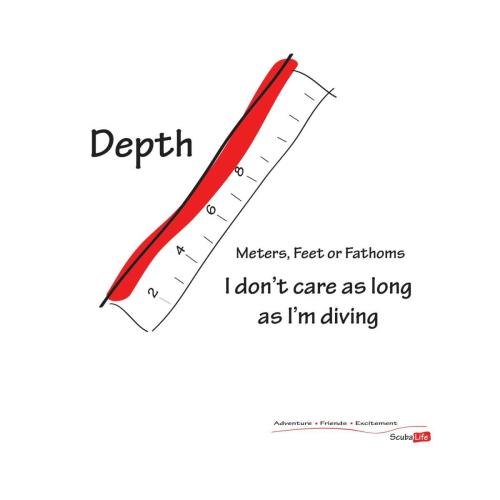 Depth
8
6
4
2
Meters, Feet or Fathoms
I don't care as long
as I'm diving
Adventure • Friends • Excitement
ScubaLife